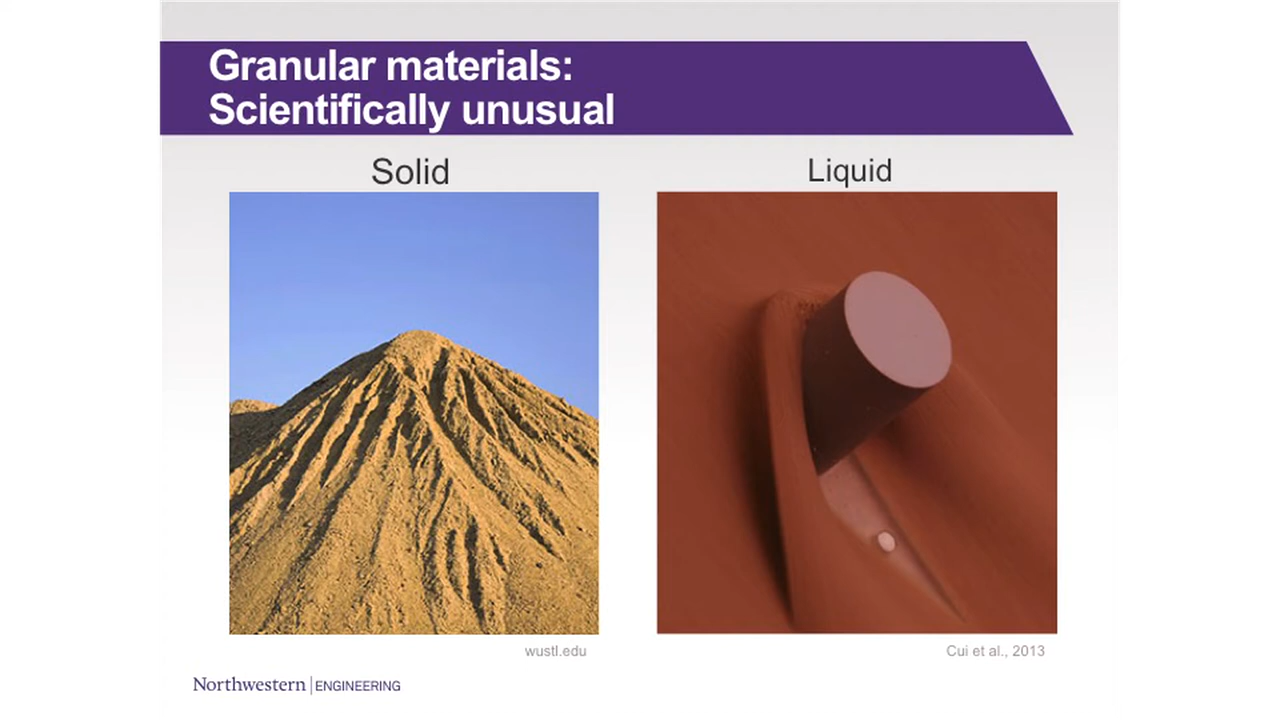 Granular materials:
Scientifically unusual
Solid
Liquid
wustl.edu
Cui et al., 2013
Northwestern | ENGINEERING